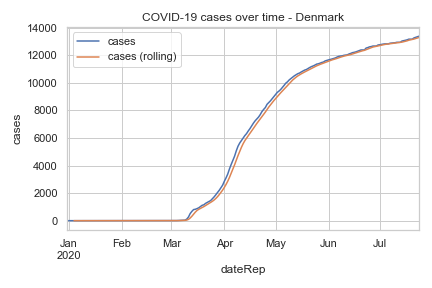 COVID-19 cases over time - Denmark
cases
cases (rolling)
14000
12000
10000
8000
6000
4000
2000
0
cases
Jan Feb Mar Apr May Jun Jul
2020
dateRep